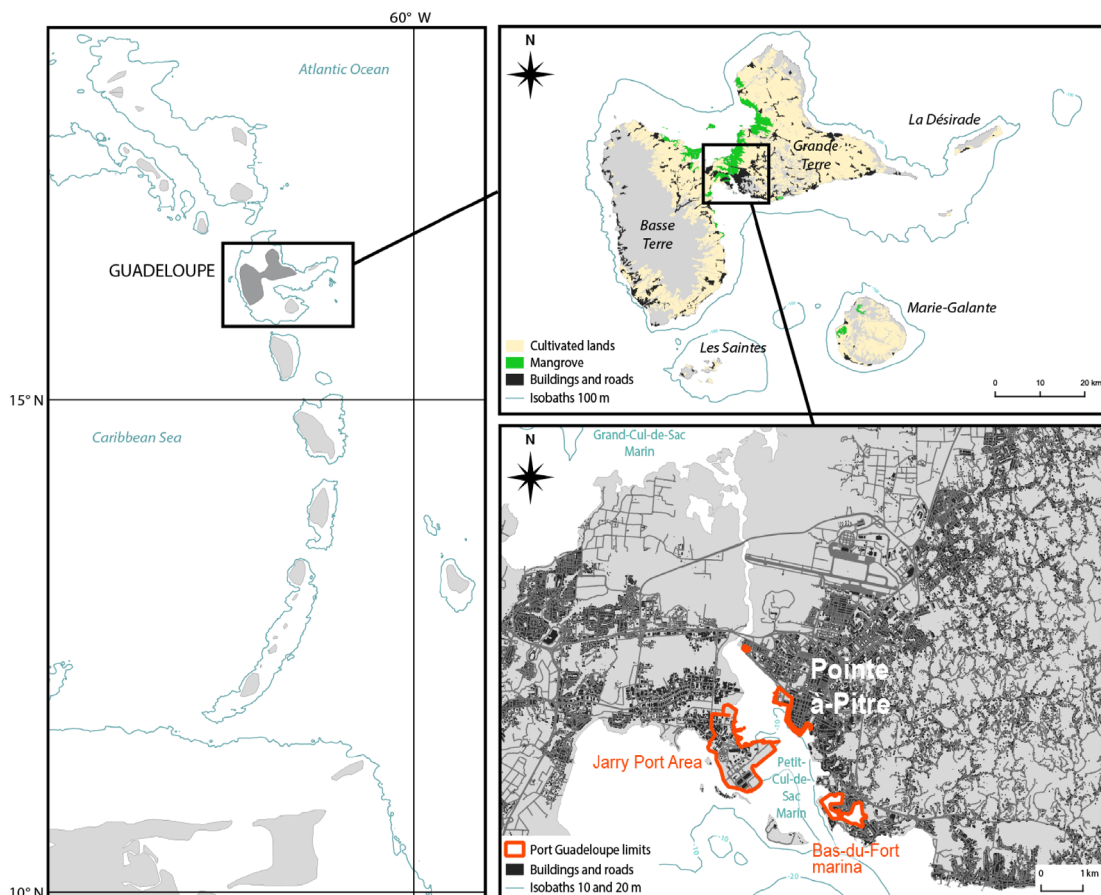 60° W
Atlantic Ocean
GUADELOUPE
15° N
Caribbean Sea
10° N
N
La Désirade
Grande
Terre
Basse
Terre
Marie-Galante
Les Saintes
Cultivated lands
Mangrove
Buildings and roads
Isobaths 100 m
0 10 20 km
N
Grand-Cul-de-Sac
Marin
Pointe
à-Pitre
Jarry Port Area
Petit-
Cul-de-
Sac
Marin
-10
-10
-20
Bas-du-Fort
marina
Port Guadeloupe limits
Buildings and roads
Isobaths 10 and 20 m
0 1 km